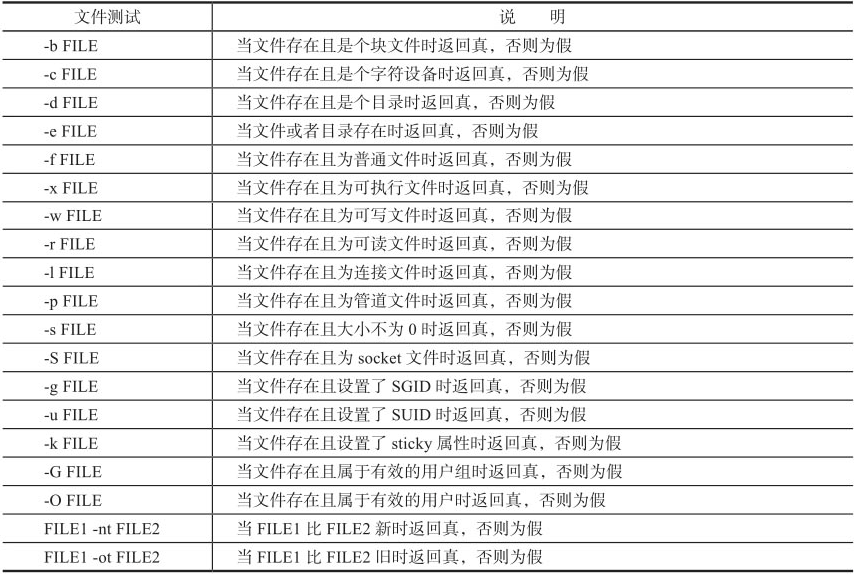 文件测试 说 明
-b FILE 当文件存在且是个块文件时返回真，否则为假
-c FILE 当文件存在且是个字符设备时返回真，否则为假
-d FILE 当文件存在且是个目录时返回真，否则为假
-e FILE 当文件或者目录存在时返回真，否则为假
-f FILE 当文件存在且为普通文件时返回真，否则为假
-x FILE 当文件存在且为可执行文件时返回真，否则为假
-w FILE 当文件存在且为可写文件时返回真，否则为假
-r FILE 当文件存在且为可读文件时返回真，否则为假
-l FILE 当文件存在且为连接文件时返回真，否则为假
-p FILE 当文件存在且为管道文件时返回真，否则为假
-s FILE 当文件存在且大小不为 0 时返回真，否则为假
-S FILE 当文件存在且为 socket 文件时返回真，否则为假
-g FILE 当文件存在且设置了 SGID 时返回真，否则为假
-u FILE 当文件存在且设置了 SUID 时返回真，否则为假
-k FILE 当文件存在且设置了 sticky 属性时返回真，否则为假
-G FILE 当文件存在且属于有效的用户组时返回真，否则为假
-O FILE 当文件存在且属于有效的用户时返回真，否则为假
FILE1 -nt FILE2 当 FILE1 比 FILE2 新时返回真，否则为假
FILE1 -ot FILE2 当 FILE1 比 FILE2 旧时返回真，否则为假